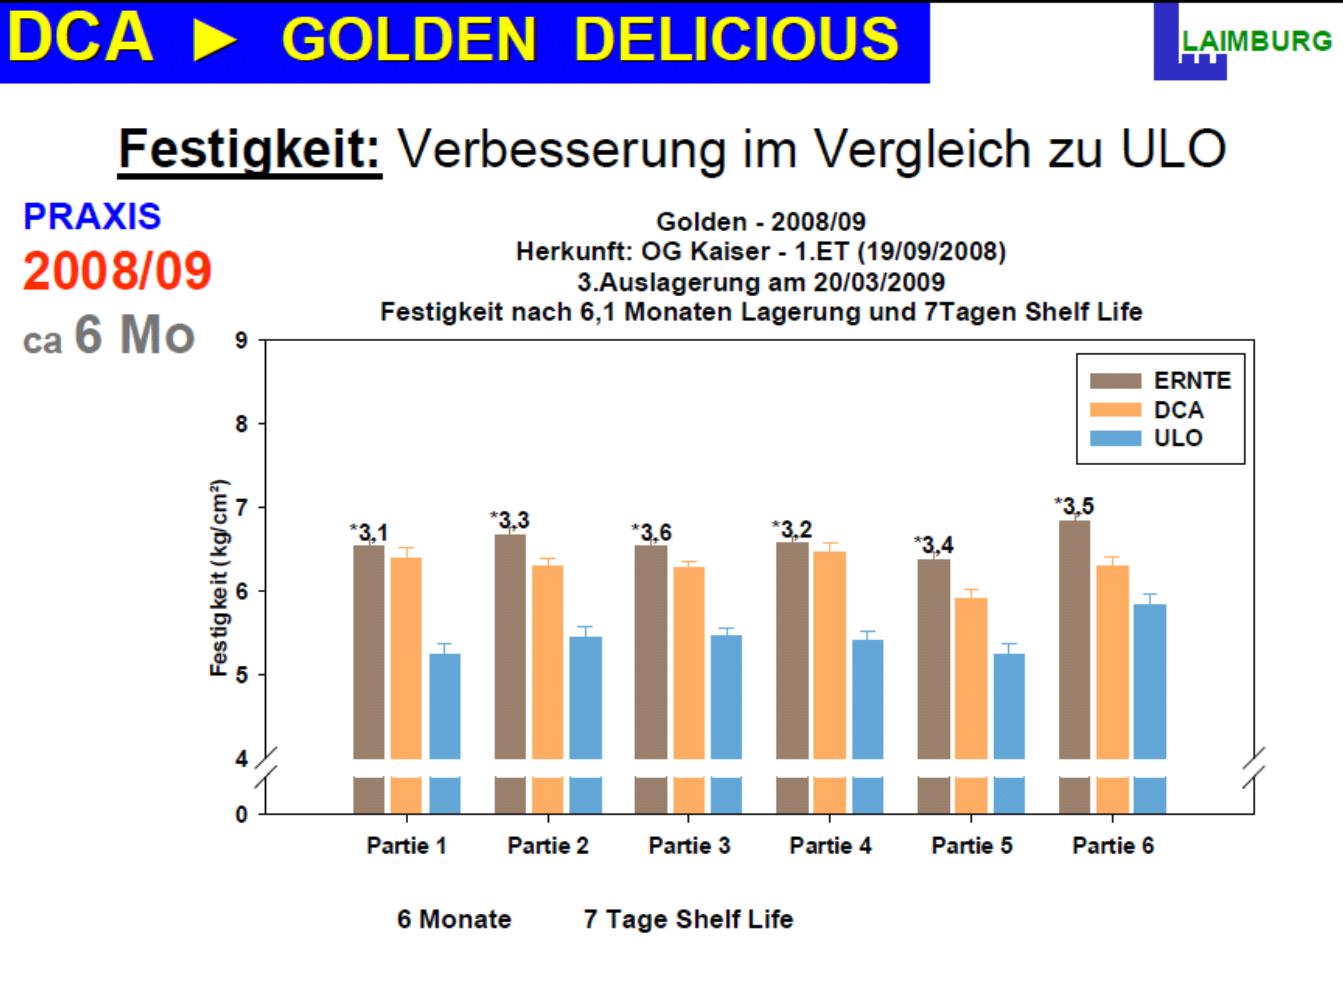 DCA ► GOLDEN DELICIOUS
LAIMBURG
Festigkeit: Verbesserung im Vergleich zu ULO
PRAXIS
2008/09
ca 6 Mo
Golden - 2008/09
Herkunft: OG Kaiser - 1.ET (19/09/2008)
3.Auslagerung am 20/03/2009
Festigkeit nach 6,1 Monaten Lagerung und 7Tagen Shelf Life
ERNTE
DCA
ULO
Festigkeit (kg/cm²)
9
8
7
6
5
4
0
*3,1
*3,3
*3,6
*3,2
*3,4
*3,5
Partie 1 Partie 2 Partie 3 Partie 4 Partie 5 Partie 6
6 Monate 7 Tage Shelf Life